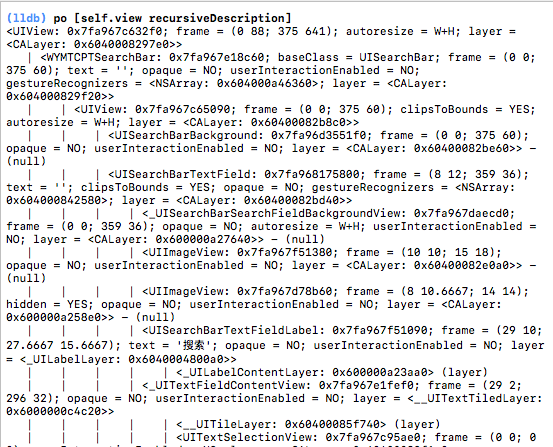 (lldb) po [self.view recursiveDescription]
<UIView: 0x7fa967c632f0; frame = (0 88; 375 641); autoresize = W+H; layer =
<CALayer: 0x6040008297e0>>
   | <WYMTCPTSearchBar: 0x7fa967e18c60; baseClass = UISearchBar; frame = (0 0;
375 60); text = ''; opaque = NO; userInteractionEnabled = NO;
gestureRecognizers = <NSArray: 0x604000a46360>; layer = <CALayer:
0x604000829f20>>
   |    | <UIView: 0x7fa967c65090; frame = (0 0; 375 60); clipsToBounds = YES;
autoresize = W+H; layer = <CALayer: 0x60400082b8c0>>
   |    |    | <UISearchBarBackground: 0x7fa96d3551f0; frame = (0 0; 375 60);
opaque = NO; userInteractionEnabled = NO; layer = <CALayer: 0x60400082be60>> -
(null)
   |    |    | <UISearchBarTextField: 0x7fa968175800; frame = (8 12; 359 36);
text = ''; clipsToBounds = YES; opaque = NO; gestureRecognizers = <NSArray:
0x604000842580>; layer = <CALayer: 0x60400082bd40>>
   |    |    |    | <_UISearchBarSearchFieldBackgroundView: 0x7fa967daecd0;
frame = (0 0; 359 36); opaque = NO; autoresize = W+H; userInteractionEnabled =
NO; layer = <CALayer: 0x600000a27640>> - (null)
   |    |    |    | <UIImageView: 0x7fa967f51380; frame = (10 10; 15 18);
opaque = NO; userInteractionEnabled = NO; layer = <CALayer: 0x60400082e0a0>> -
(null)
   |    |    |    | <UIImageView: 0x7fa967d78b60; frame = (8 10.6667; 14 14);
hidden = YES; opaque = NO; userInteractionEnabled = NO; layer = <CALayer:
0x600000a258e0>> - (null)
   |    |    |    | <UISearchBarTextFieldLabel: 0x7fa967f51090; frame = (29 10;
27.6667 15.6667); text = '搜索'; opaque = NO; userInteractionEnabled = NO; layer
= <_UILabelLayer: 0x6040004800a0>>
   |    |    |    |    | <_UILabelContentLayer: 0x600000a23aa0> (layer)
   |    |    |    | <_UITextFieldContentView: 0x7fa967e1fef0; frame = (29 2;
296 32); opaque = NO; userInteractionEnabled = NO; layer = <__UITextTiledLayer:
0x6000000c4c20>>
   |    |    |    |    | <__UITileLayer: 0x60400085f740> (layer)
   |    |    |    |    | <UITextSelectionView: 0x7fa967c95ae0; frame = (0 0; 0